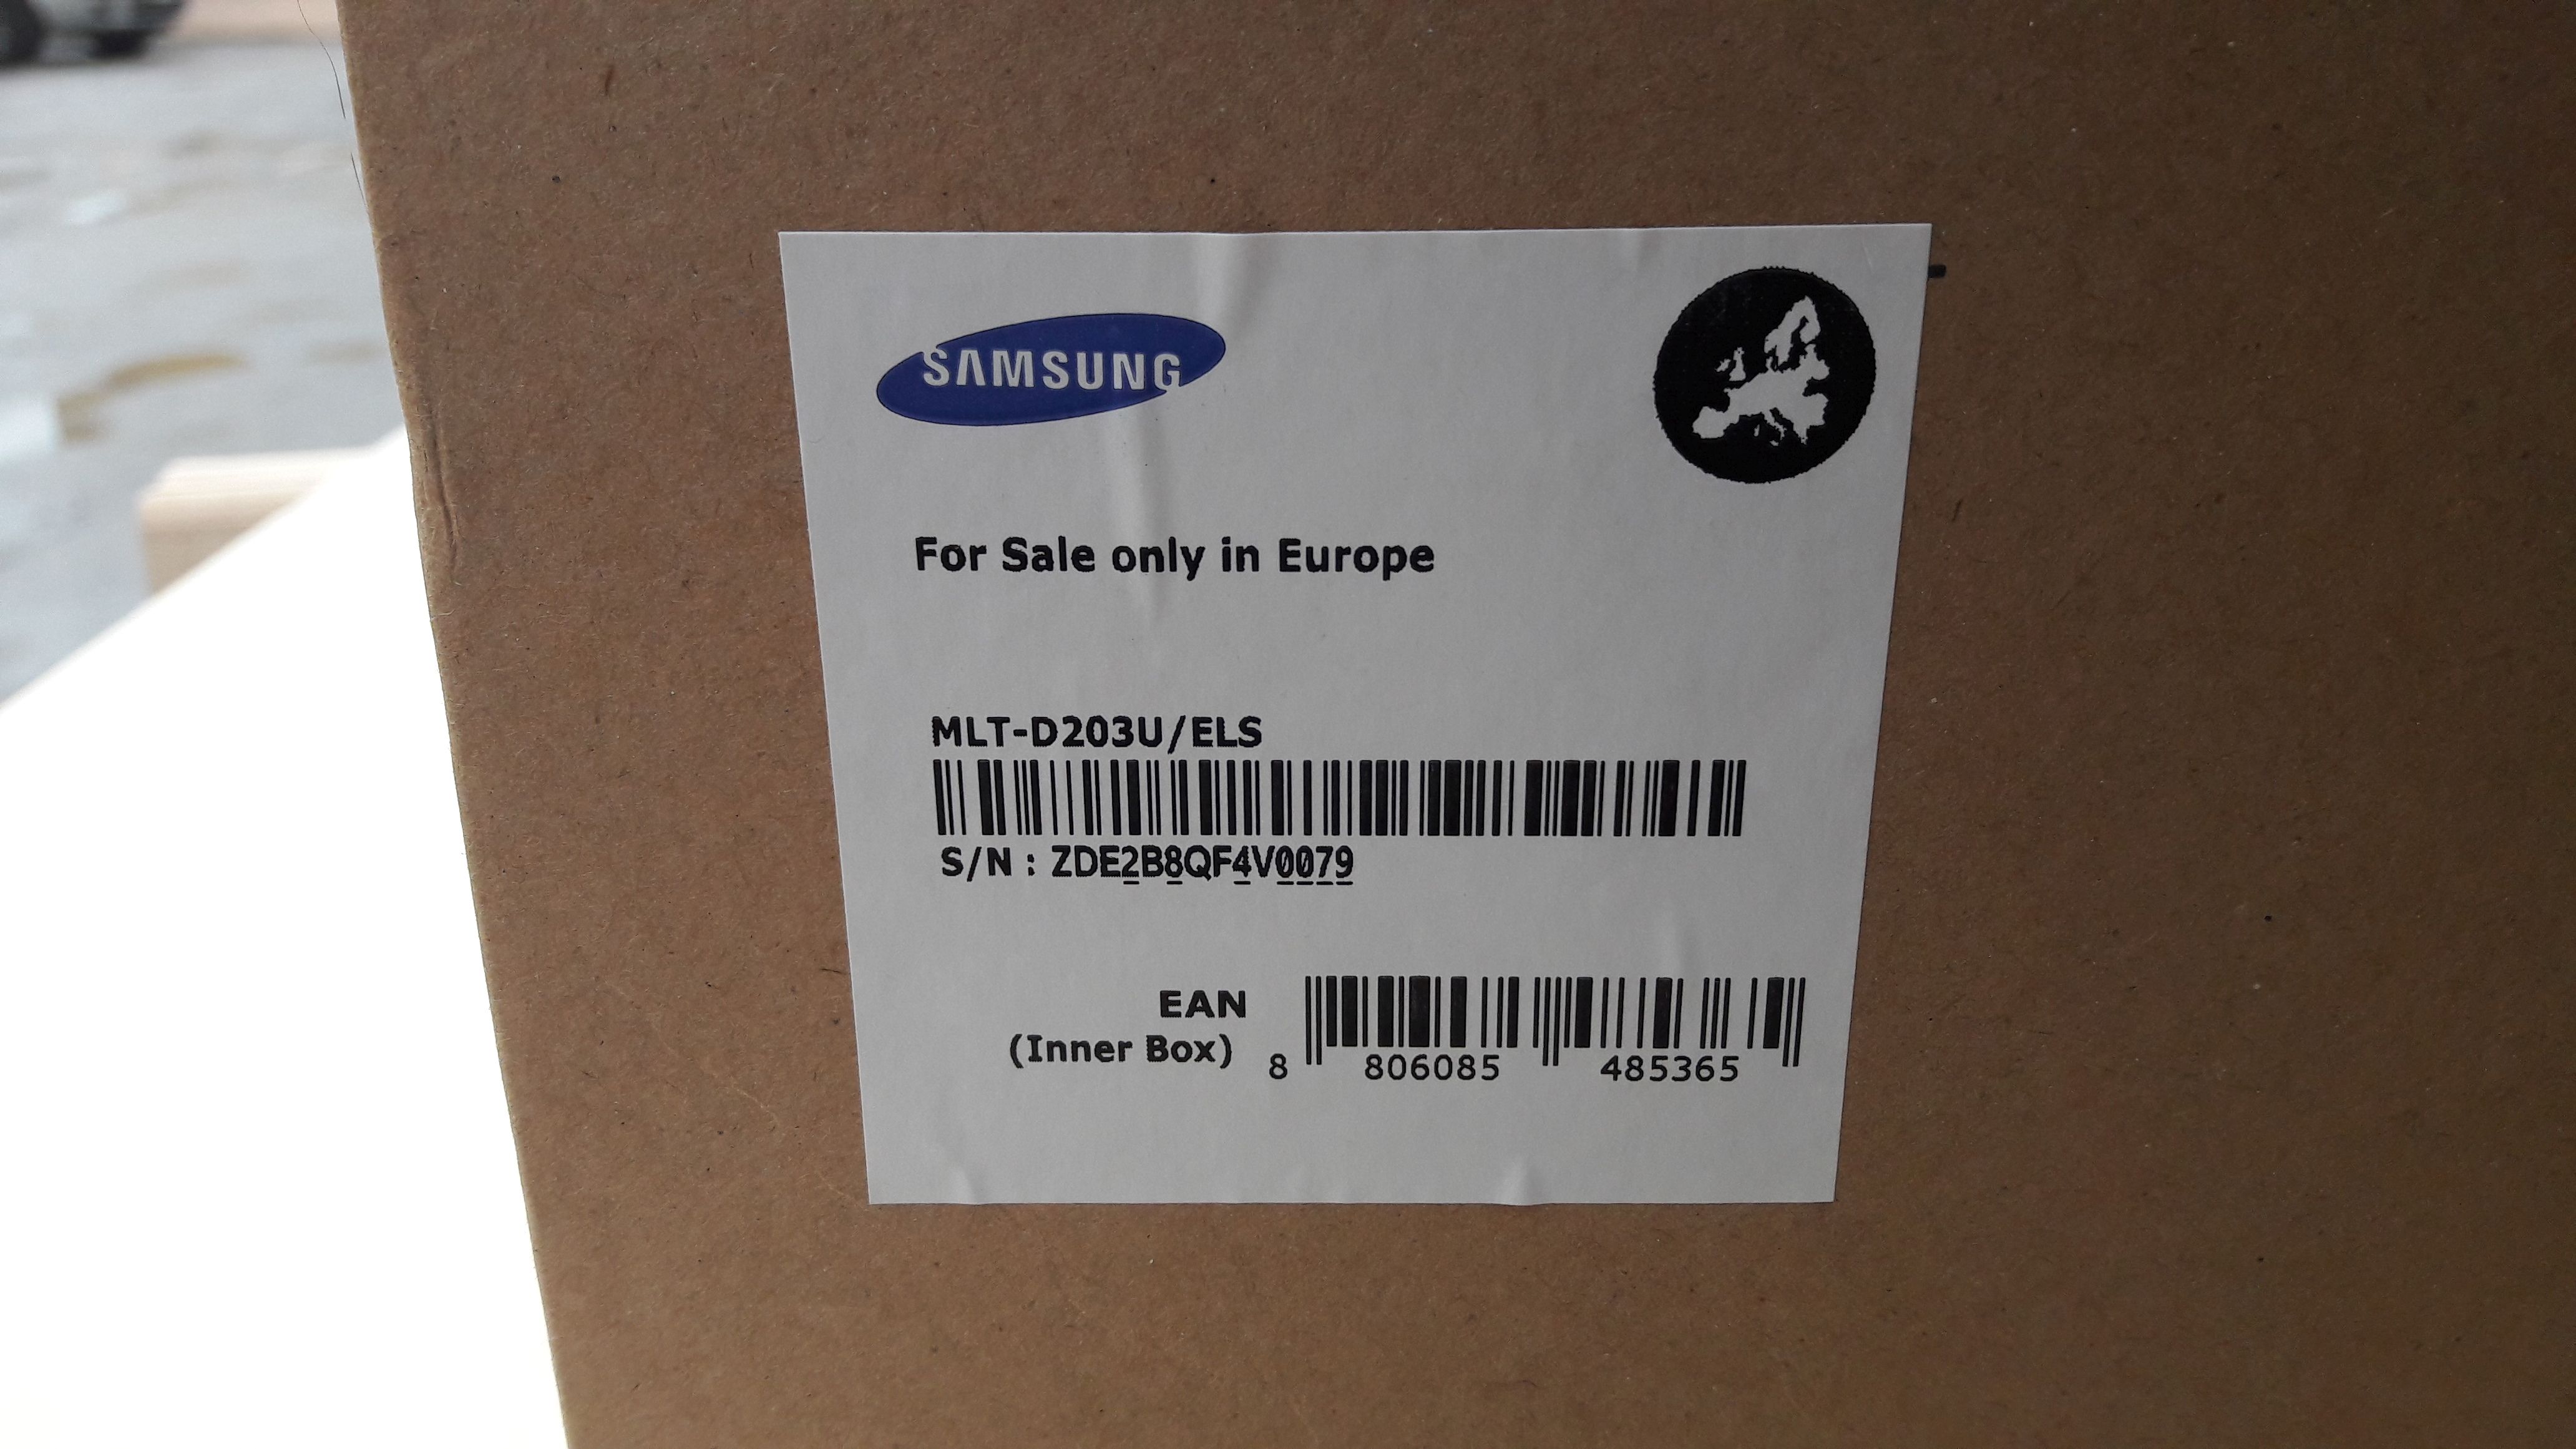 SAMSUNG
For Sale only in Europe
MLT-D203U/ELS
S/N : ZDE2B8QF4V0079
EAN
(Inner Box)
8 806085 485365